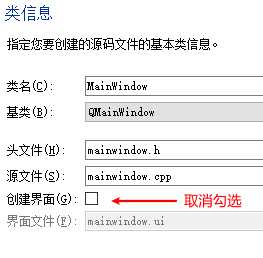 类信息
指定您要创建的源码文件的基本类信息。
类名(C): MainWindow
基类(B): QMainWindow
头文件(H): mainwindow.h
源文件(S): mainwindow.cpp
创建界面(G): 取消勾选
界面文件(F): mainwindow.ui